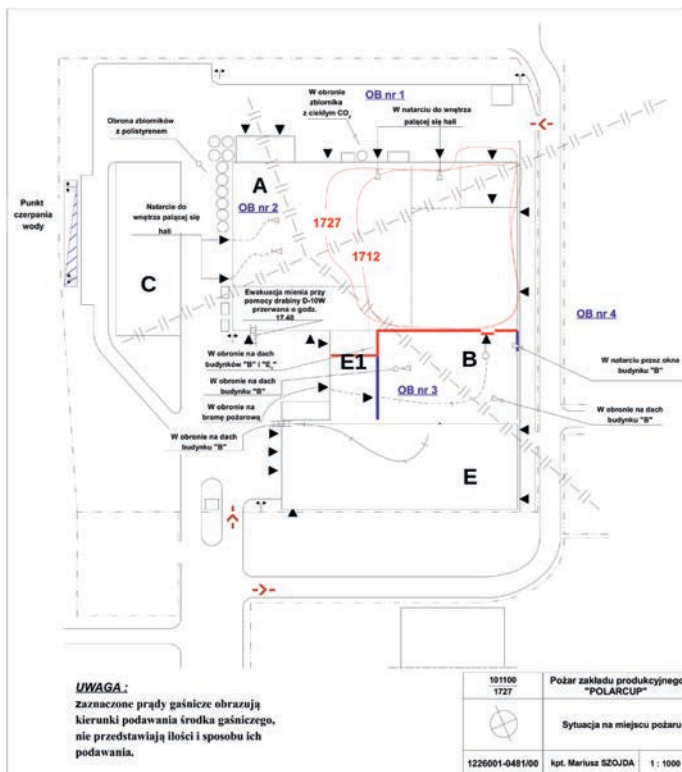 OB nr 1
W obronie
zbiornika
z ciekłym CO₂
W natarciu do wnętrza
palącej się hali
Obrona zbiorników
z polistyrenem
A
OB nr 2
Punkt
czerpania
wody
Natarcie do
wnętrza palącej się
hali
1727
1712
C
Ewakuacja mienia przy
pomocy drabiny D-10W
przerwana o godz.
17.40
OB nr 4
W obronie na dach
budynków "B" i "E₁"
E1
B
W natarciu przez okna
budynku "B"
W obronie na dach
budynku "B"
OB nr 3
W obronie na
bramę pożarową
W obronie na dach
budynku "B"
W obronie na dach
budynku "B"
E
UWAGA :
zaznaczone prądy gaśnicze obrazują
kierunki podawania środka gaśniczego,
nie przedstawiają ilości i sposobu ich
podawania.
101100
1727
Pożar zakładu produkcyjnego
"POLARCUP"
Sytuacja na miejscu pożaru
1226001-0481/00
kpt. Mariusz SZOJDA
1 : 1000